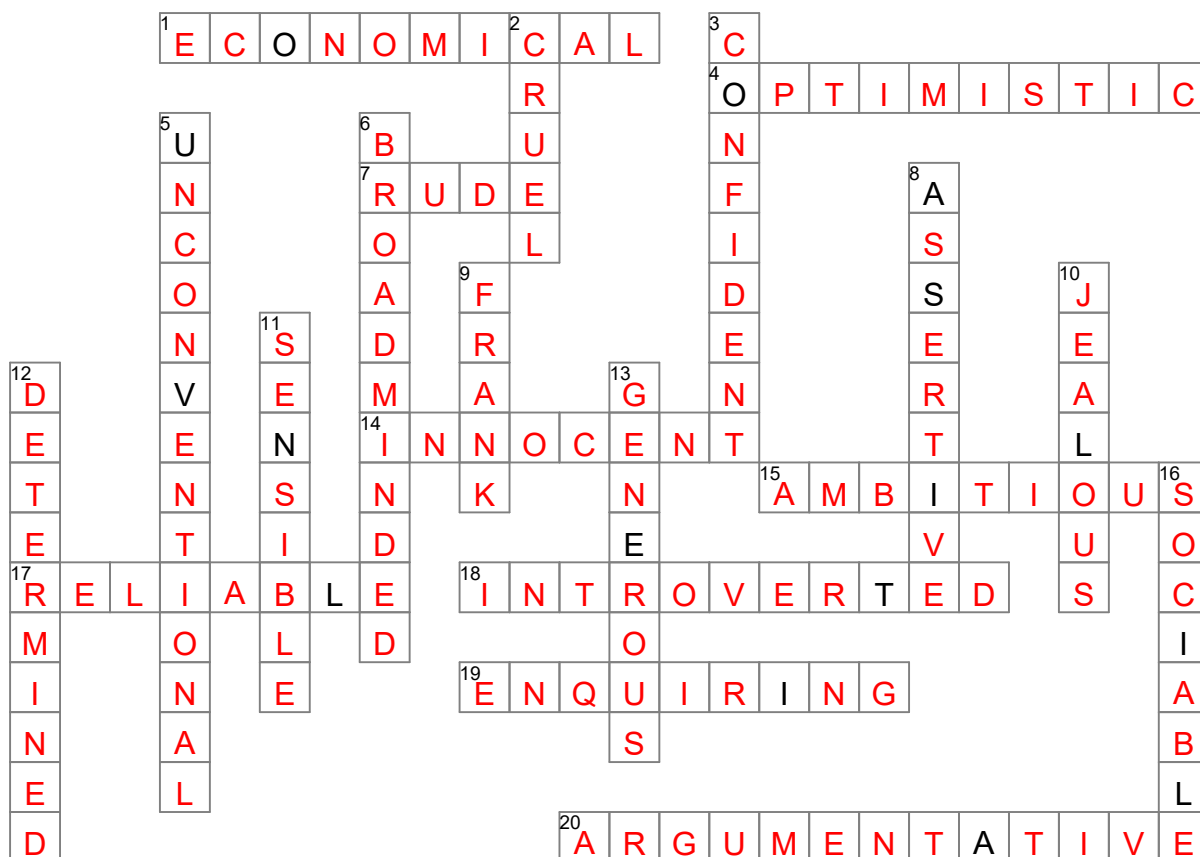 1 ECONOMICAL
2 CRUEL
3 CONFIDENT
4 OPTIMISTIC
5 UNCONVENTIONAL
6 BROADMINDED
7 RUDE
8 ASSERTIVE
9 FRANK
10 JEALOUS
11 SENSIBLE
12 DETERMINED
13 GENEROUS
14 INNOCENT
15 AMBITIOUS
16 SOCIABLE
17 RELIABLE
18 INTROVERTED
19 ENQUIRING
20 ARGUMENTATIVE